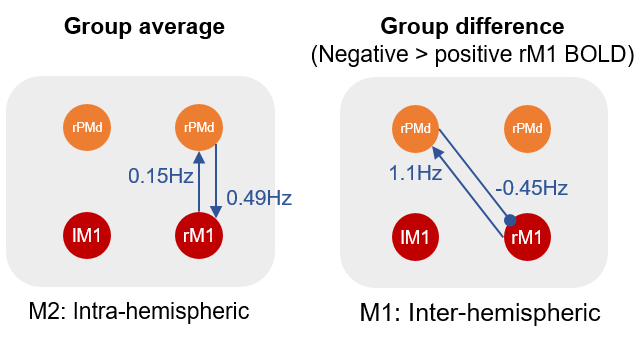 Group average
Group difference
(Negative > positive rM1 BOLD)
rPMd
rPMd
0.15Hz
0.49Hz
lM1
rM1
M2: Intra-hemispheric
rPMd
rPMd
1.1Hz
-0.45Hz
lM1
rM1
M1: Inter-hemispheric